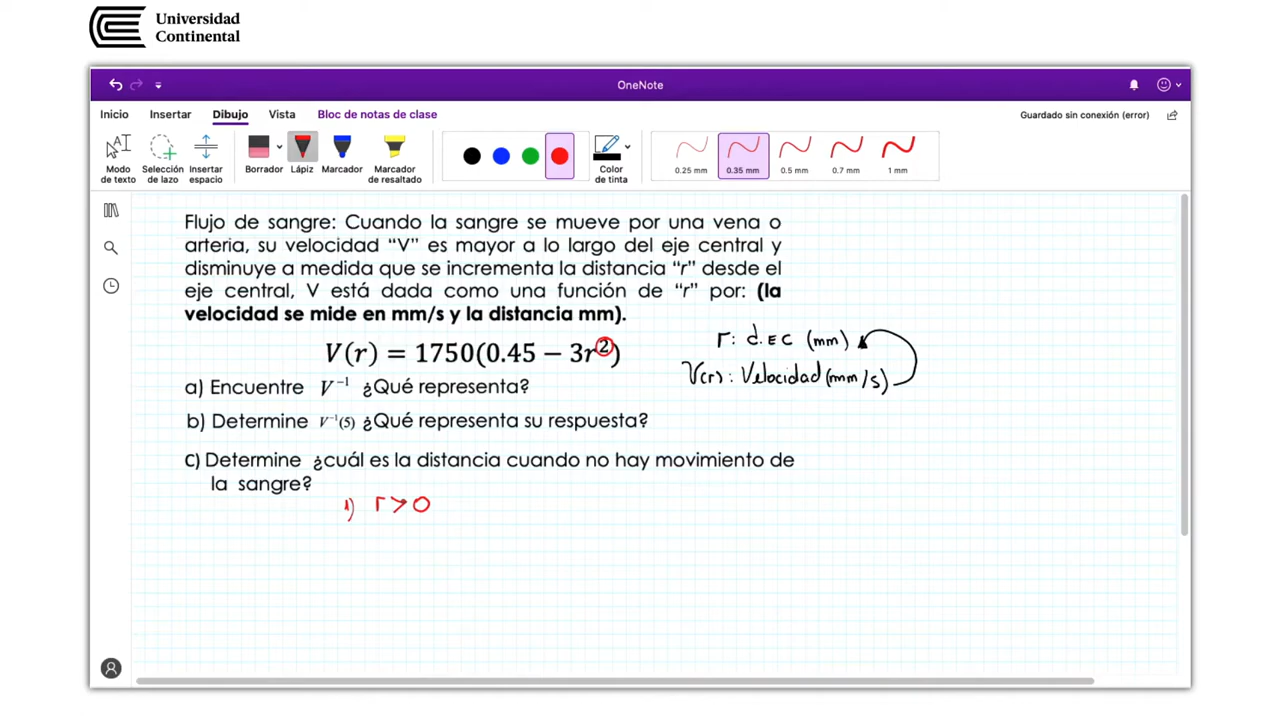 Universidad
Continental
OneNote
Inicio Insertar Dibujo Vista Bloc de notas de clase Guardado sin conexión (error)
Modo de texto Selección de lazo Insertar espacio Borrador Lápiz Marcador Marcador de resaltado Color de tinta 0.25 mm 0.35 mm 0.5 mm 0.7 mm 1 mm
Flujo de sangre: Cuando la sangre se mueve por una vena o
arteria, su velocidad “V” es mayor a lo largo del eje central y
disminuye a medida que se incrementa la distancia “r” desde el
eje central, V está dada como una función de “r” por: (la
velocidad se mide en mm/s y la distancia mm).
V(r) = 1750(0.45 − 3r²)
r: d.EC (mm)
V(r): Velocidad (mm/s)
a) Encuentre V⁻¹ ¿Qué representa?
b) Determine V⁻¹(5) ¿Qué representa su respuesta?
c) Determine ¿cuál es la distancia cuando no hay movimiento de
la sangre?
1) r > 0